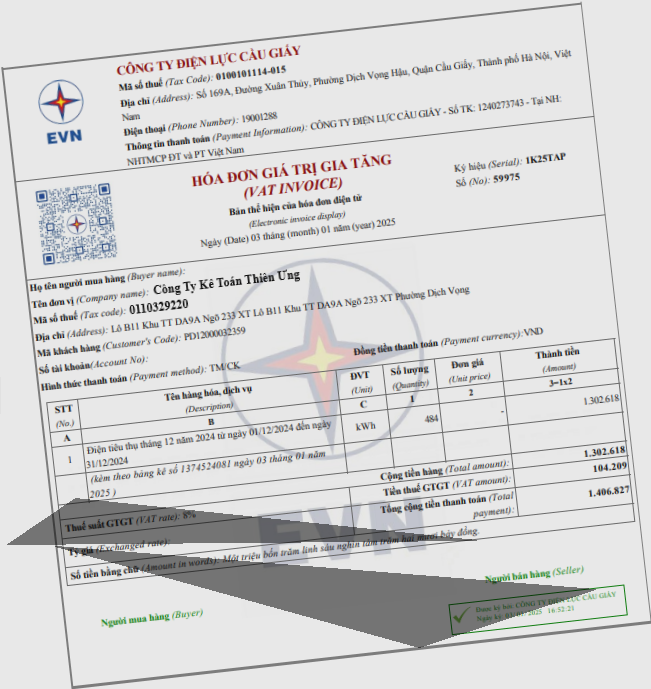 CÔNG TY ĐIỆN LỰC CẦU GIẤY
Mã số thuế (Tax Code): 0100101114-015
Địa chỉ (Address): Số 169A, Đường Xuân Thủy, Phường Dịch Vọng Hậu, Quận Cầu Giấy, Thành phố Hà Nội, Việt
Nam
Điện thoại (Phone Number): 19001288
Thông tin thanh toán (Payment Information): CÔNG TY ĐIỆN LỰC CẦU GIẤY - Số TK: 1240273743 - Tại NH:
NHTMCP ĐT và PT Việt Nam
EVN
HÓA ĐƠN GIÁ TRỊ GIA TĂNG
(VAT INVOICE)
Bản thể hiện của hóa đơn điện tử
(Electronic invoice display)
Ngày (Date) 03 tháng (month) 01 năm (year) 2025
Ký hiệu (Serial): 1K25TAP
Số (No): 59975
Họ tên người mua hàng (Buyer name):
Tên đơn vị (Company name): Công Ty Kế Toán Thiên Ưng
Mã số thuế (Tax code): 0110329220
Địa chỉ (Address): Lô B11 Khu TT DA9A Ngõ 233 XT Lô B11 Khu TT DA9A Ngõ 233 XT Phường Dịch Vọng
Mã khách hàng (Customer's Code): PD12000032359
Số tài khoản(Account No):
Hình thức thanh toán (Payment method): TM/CK
Đồng tiền thanh toán (Payment currency):VND
STT
(No.)
Tên hàng hóa, dịch vụ
(Description)
ĐVT
(Unit)
Số lượng
(Quantity)
Đơn giá
(Unit price)
Thành tiền
(Amount)
A
B
C
1
2
3=1x2
1
Điện tiêu thụ tháng 12 năm 2024 từ ngày 01/12/2024 đến ngày
31/12/2024
kWh
484
-
1.302.618
(kèm theo bảng kê số 1374524081 ngày 03 tháng 01 năm
2025 )
Cộng tiền hàng (Total amount):
1.302.618
Thuế suất GTGT (VAT rate): 8%
Tiền thuế GTGT (VAT amount):
104.209
Tổng cộng tiền thanh toán (Total
payment):
1.406.827
Tỷ giá (Exchanged rate):
Số tiền bằng chữ (Amount in words): Một triệu bốn trăm linh sáu nghìn tám trăm hai mươi bảy đồng.
EVN
Người mua hàng (Buyer)
Người bán hàng (Seller)
Được ký bởi: CÔNG TY ĐIỆN LỰC CẦU GIẤY
Ngày ký: 03/01/2025 16:52:21